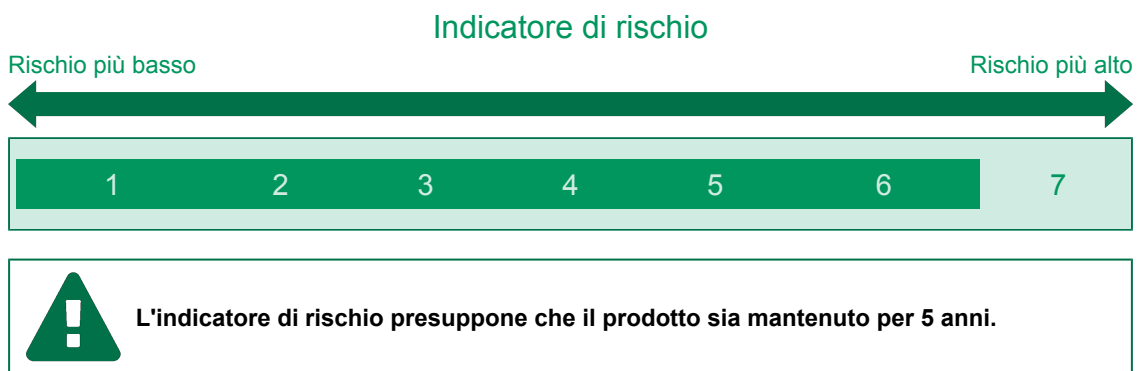 Indicatore di rischio
Rischio più basso Rischio più alto
1 2 3 4 5 6 7
L'indicatore di rischio presuppone che il prodotto sia mantenuto per 5 anni.